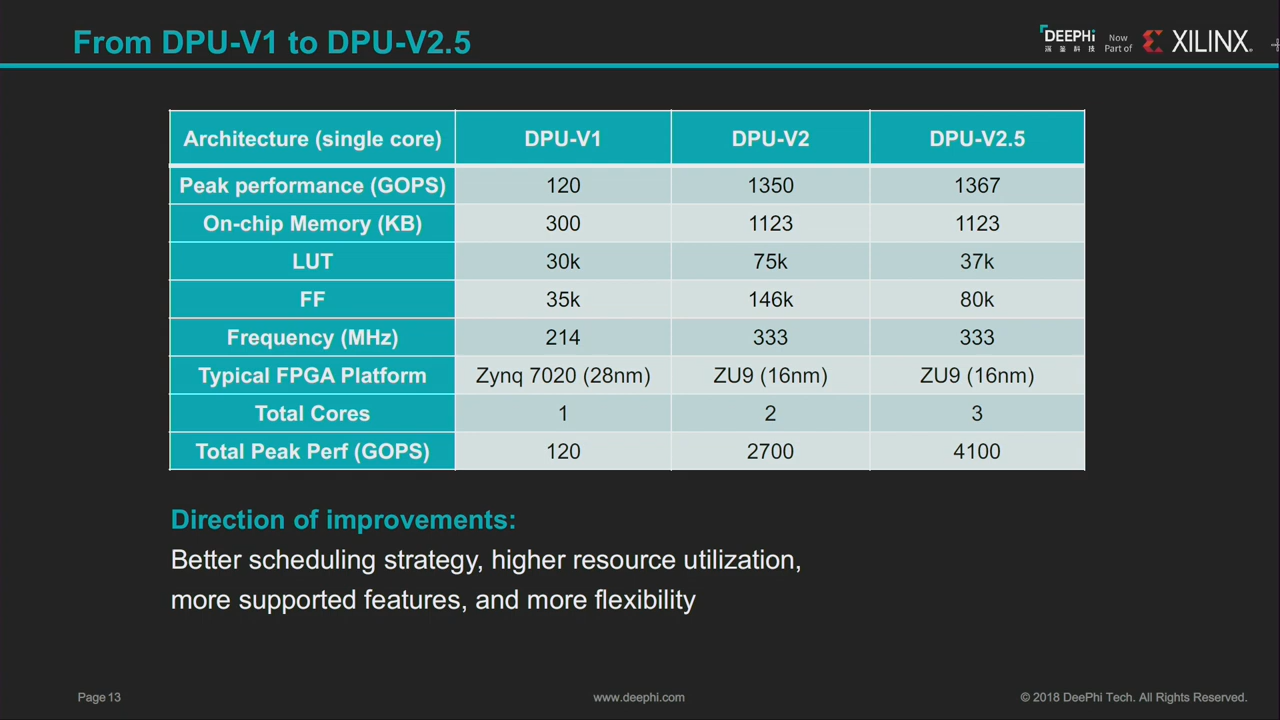 From DPU-V1 to DPU-V2.5
DEEPHi
深鉴科技
Now
Part of
XILINX
Architecture (single core) DPU-V1 DPU-V2 DPU-V2.5
Peak performance (GOPS) 120 1350 1367
On-chip Memory (KB) 300 1123 1123
LUT 30k 75k 37k
FF 35k 146k 80k
Frequency (MHz) 214 333 333
Typical FPGA Platform Zynq 7020 (28nm) ZU9 (16nm) ZU9 (16nm)
Total Cores 1 2 3
Total Peak Perf (GOPS) 120 2700 4100
Direction of improvements:
Better scheduling strategy, higher resource utilization,
more supported features, and more flexibility
Page 13 www.deephi.com © 2018 DeePhi Tech. All Rights Reserved.